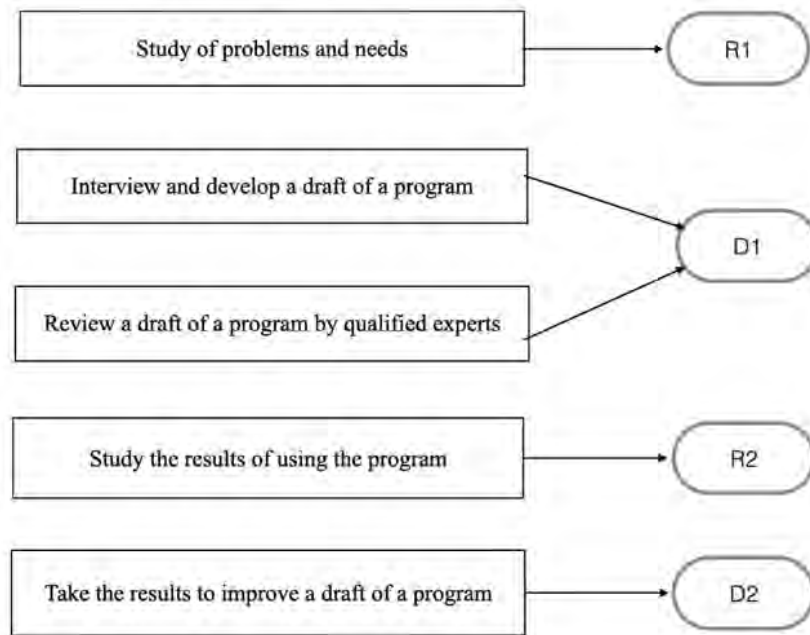 Study of problems and needs
R1
Interview and develop a draft of a program
D1
Review a draft of a program by qualified experts
Study the results of using the program
R2
Take the results to improve a draft of a program
D2